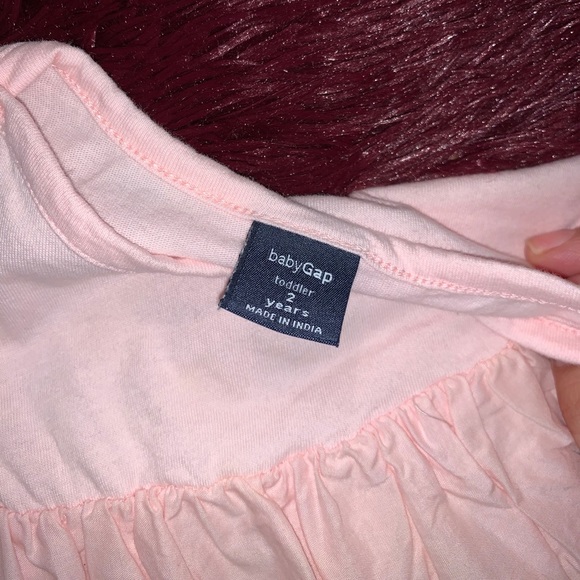 babyGap
toddler
2
years
MADE IN INDIA